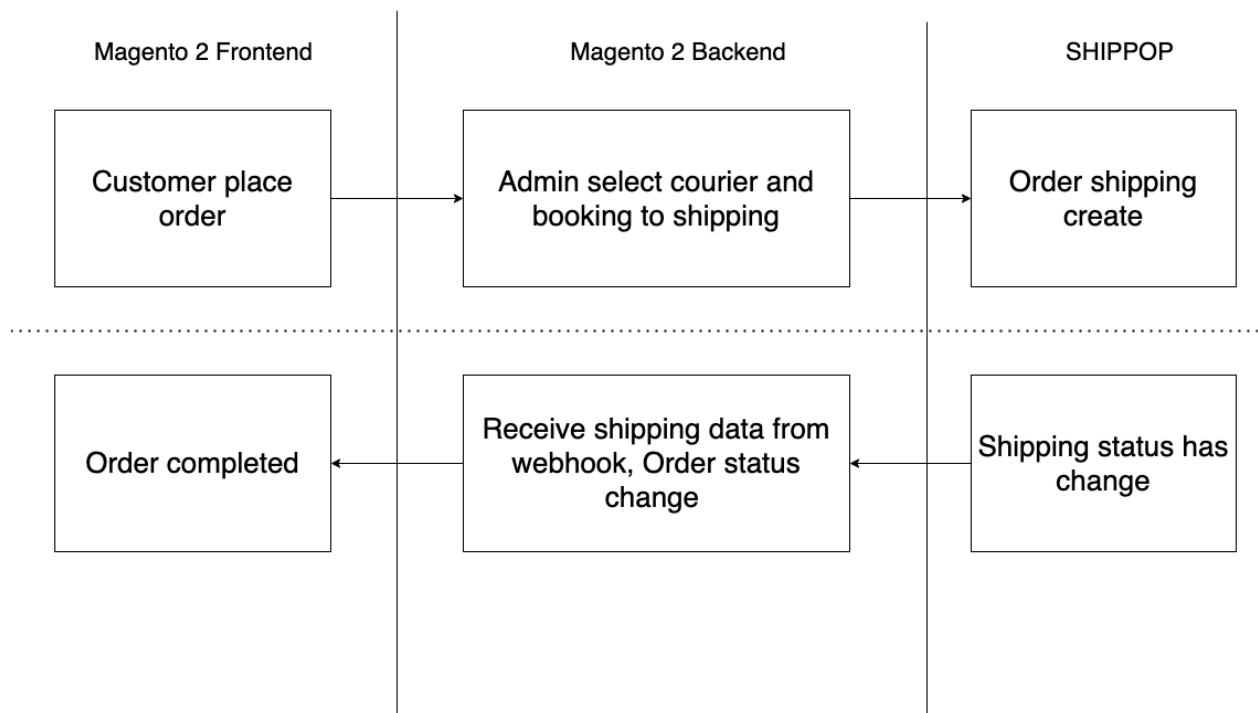 Magento 2 Frontend
Magento 2 Backend
SHIPPOP
Customer place
order
Admin select courier and
booking to shipping
Order shipping
create
Order completed
Receive shipping data from
webhook, Order status
change
Shipping status has
change